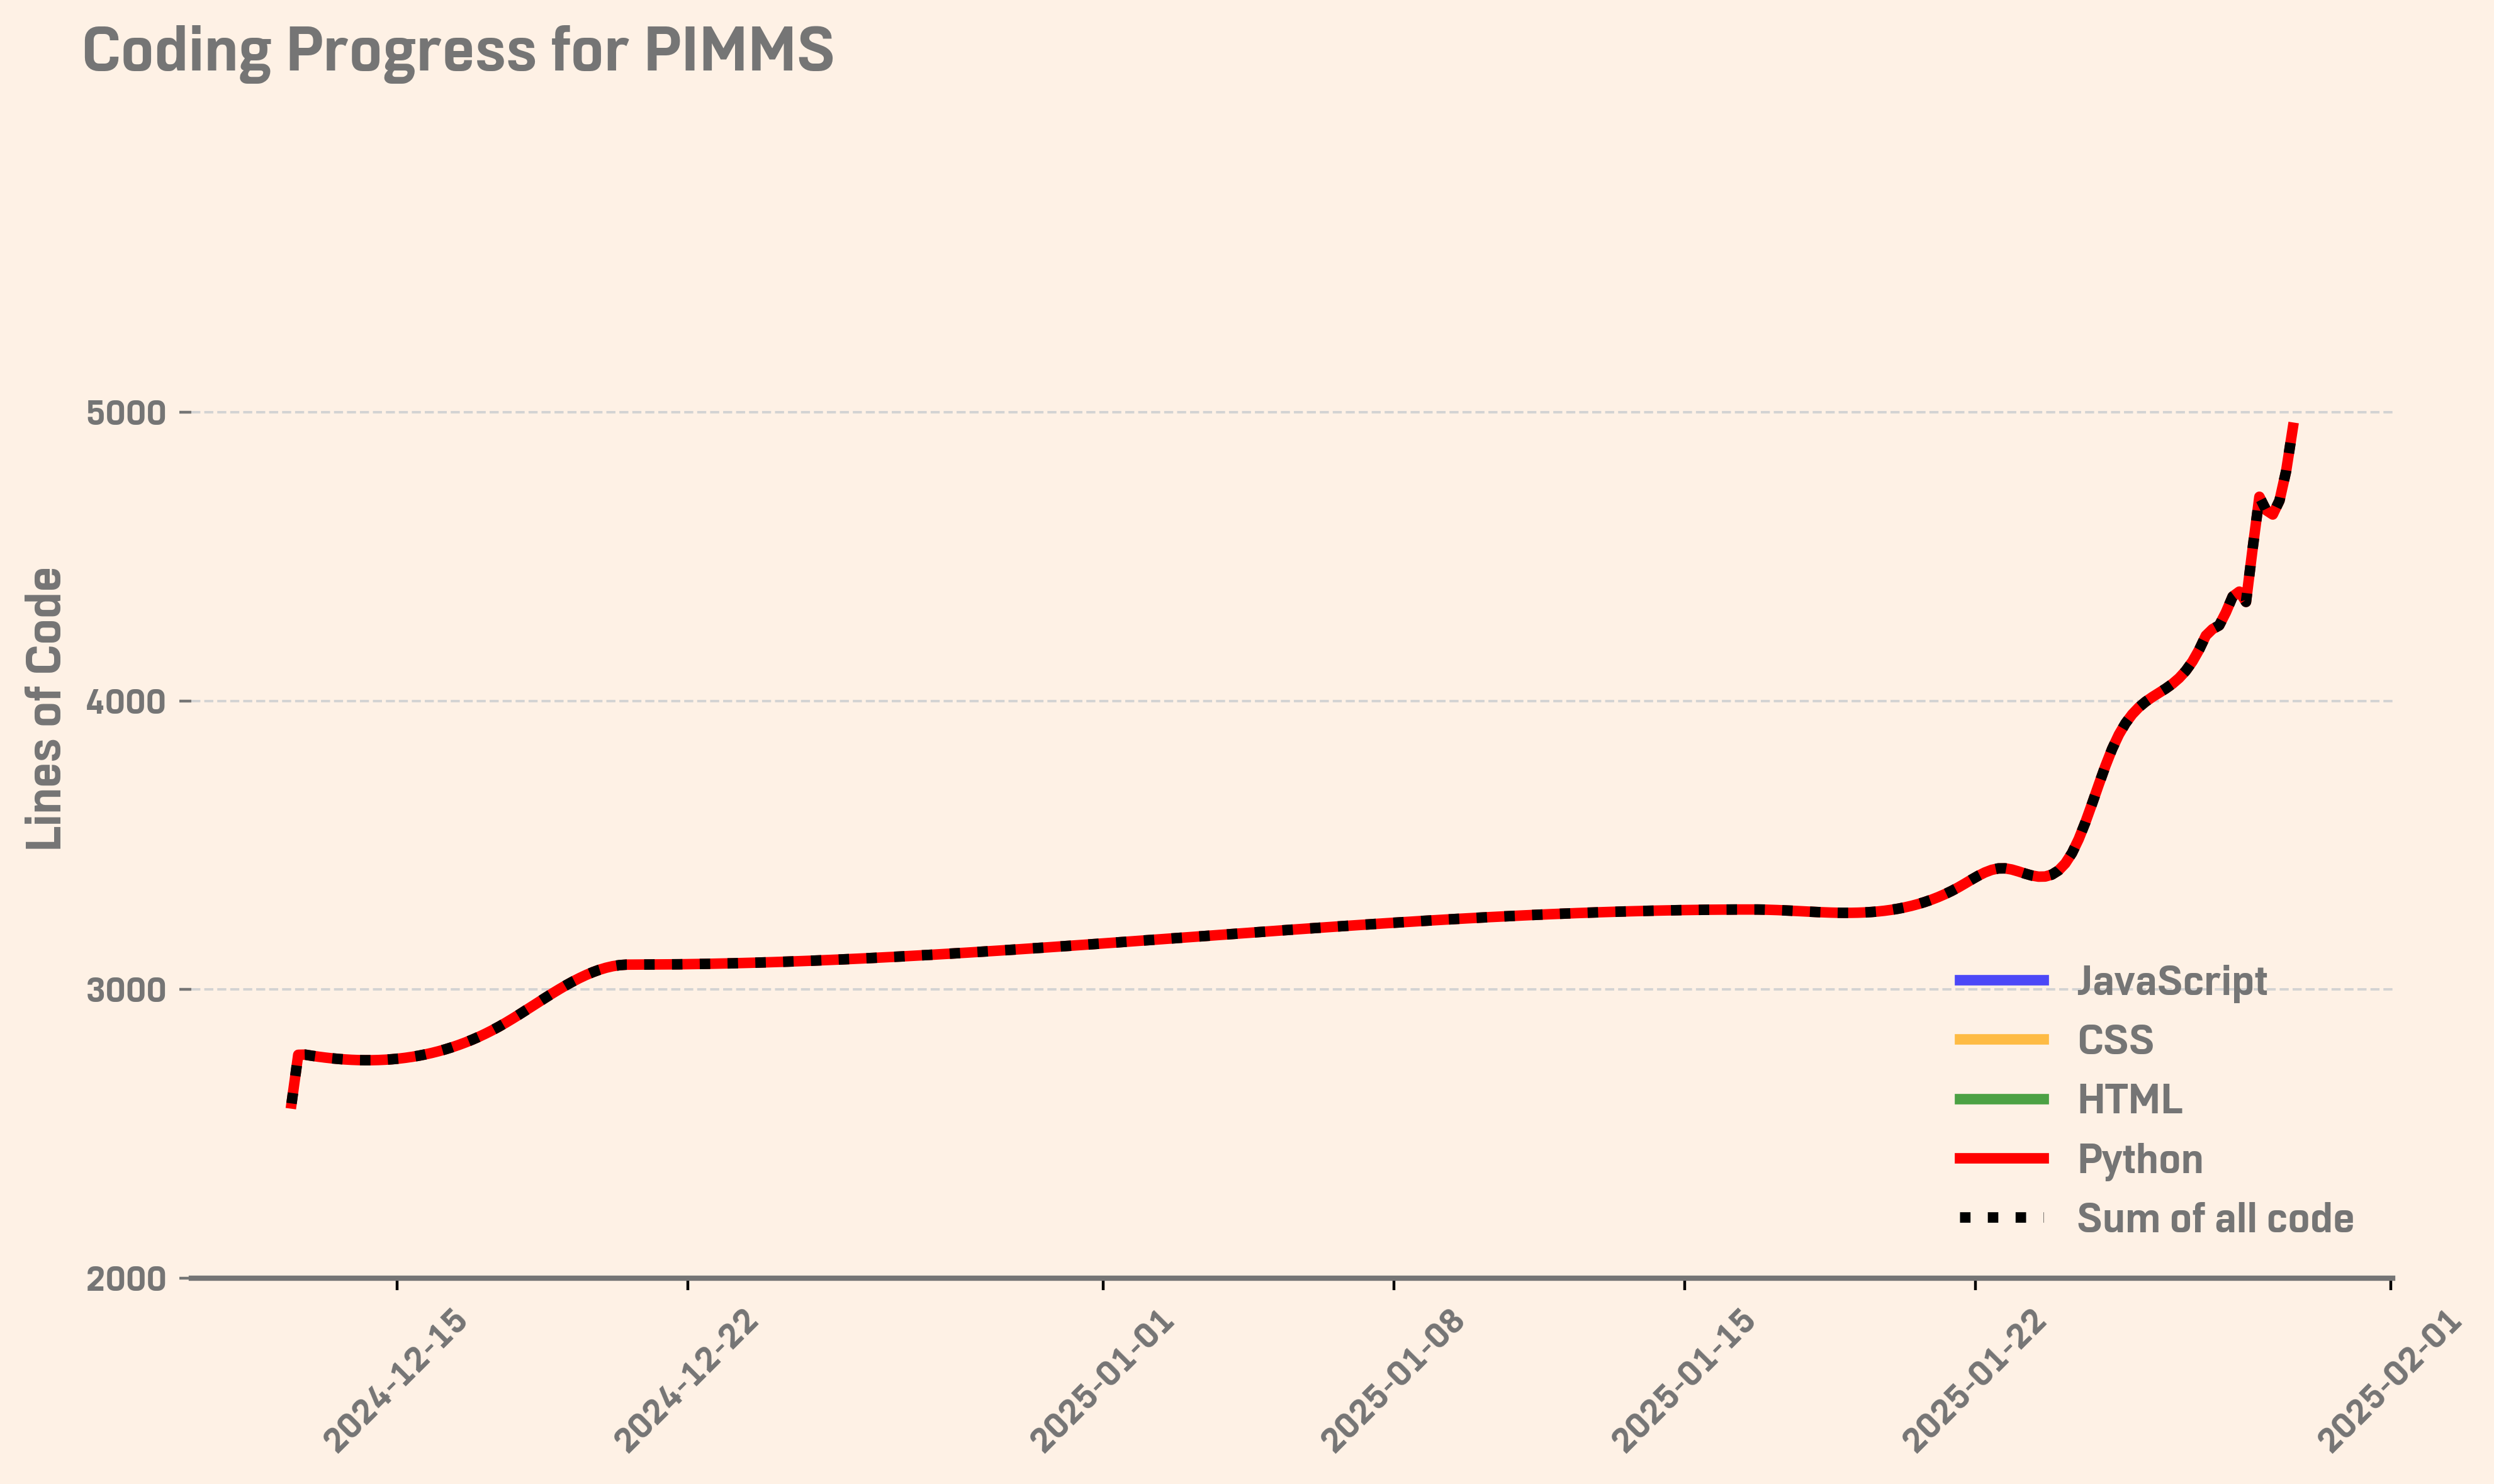 Coding Progress for PIMMS
Lines of Code
5000
4000
3000
2000
JavaScript
CSS
HTML
Python
Sum of all code
2024-12-15
2024-12-22
2025-01-01
2025-01-08
2025-01-15
2025-01-22
2025-02-01